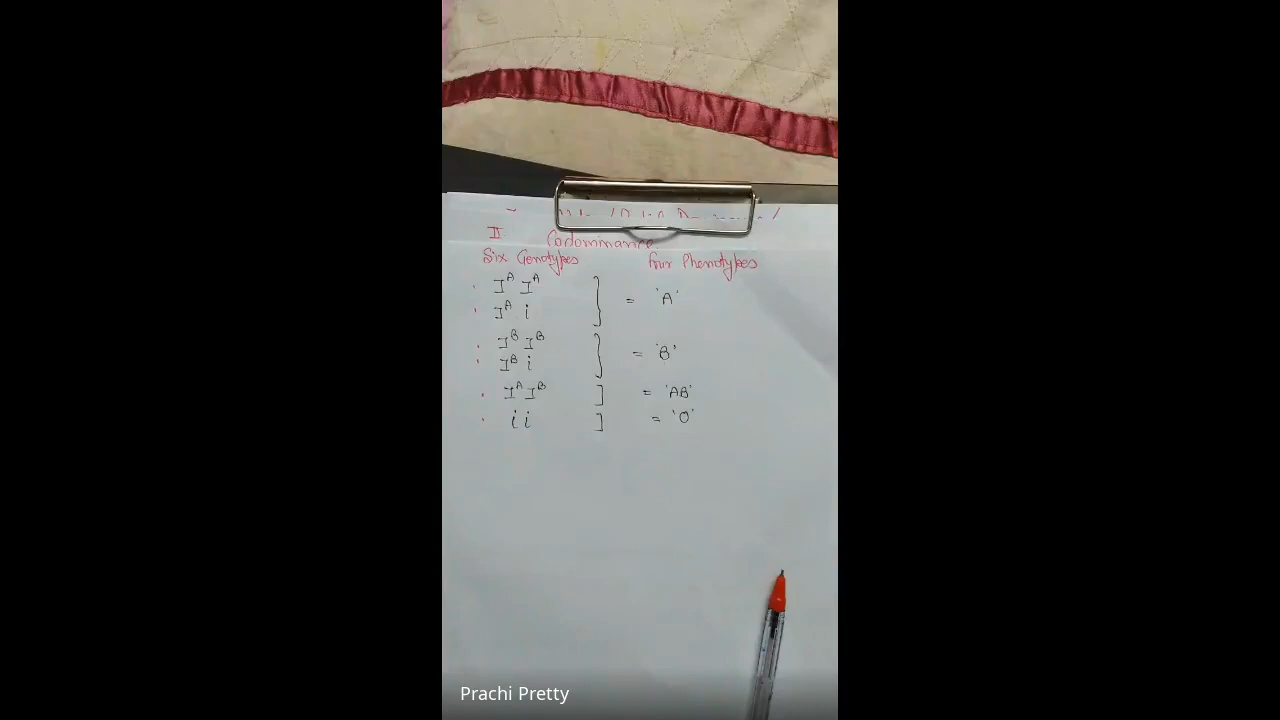 II Codominance
Six Genotypes Four Phenotypes
Iᴬ Iᴬ
Iᴬ i } = 'A'
Iᴮ Iᴮ
Iᴮ i } = 'B'
Iᴬ Iᴮ ] = 'AB'
i i ] = 'O'
Prachi Pretty